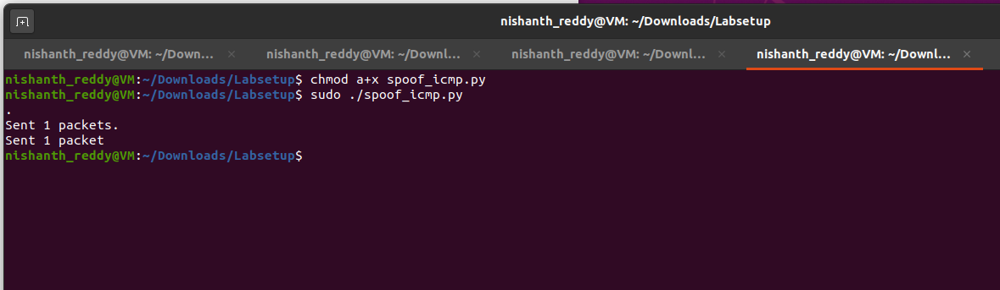 nishanth_reddy@VM: ~/Downloads/Labsetup
nishanth_reddy@VM: ~/Down... × nishanth_reddy@VM: ~/Downl... × nishanth_reddy@VM: ~/Downl... × nishanth_reddy@VM: ~/Downl... ×
nishanth_reddy@VM:~/Downloads/Labsetup$ chmod a+x spoof_icmp.py
nishanth_reddy@VM:~/Downloads/Labsetup$ sudo ./spoof_icmp.py
.
Sent 1 packets.
Sent 1 packet
nishanth_reddy@VM:~/Downloads/Labsetup$